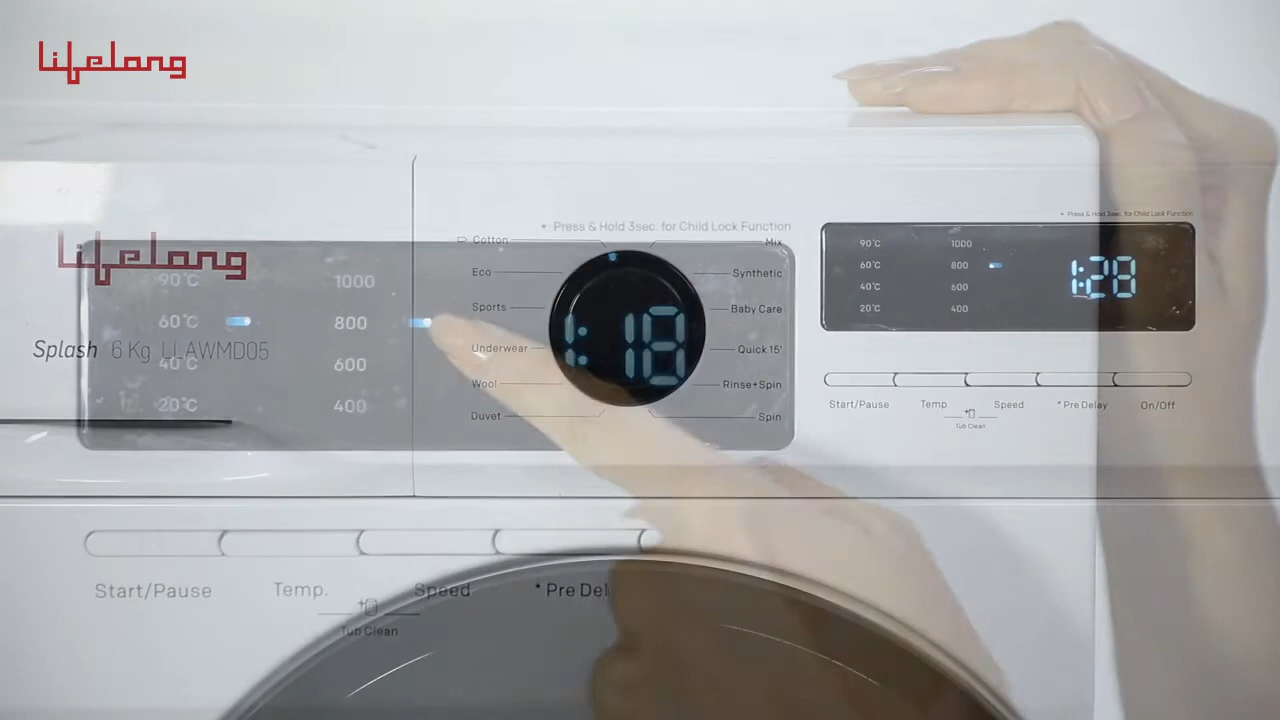 Lifelong
* Press & Hold 3sec. for Child Lock Function
* Press & Hold 3sec. for Child Lock Function
Lifelong
Splash 6 Kg LLAWMD05
90°C 1000
60°C 800
40°C 600
20°C 400
Cotton
Eco
Sports
Underwear
Wool
Duvet
1:18
Mix
Synthetic
Baby Care
Quick 15'
Rinse+Spin
Spin
90°C 1000
60°C 800
40°C 600
20°C 400
1:28
Start/Pause Temp. Speed * Pre Delay On/Off
Tub Clean
Start/Pause Temp. Speed * Pre Del
Tub Clean